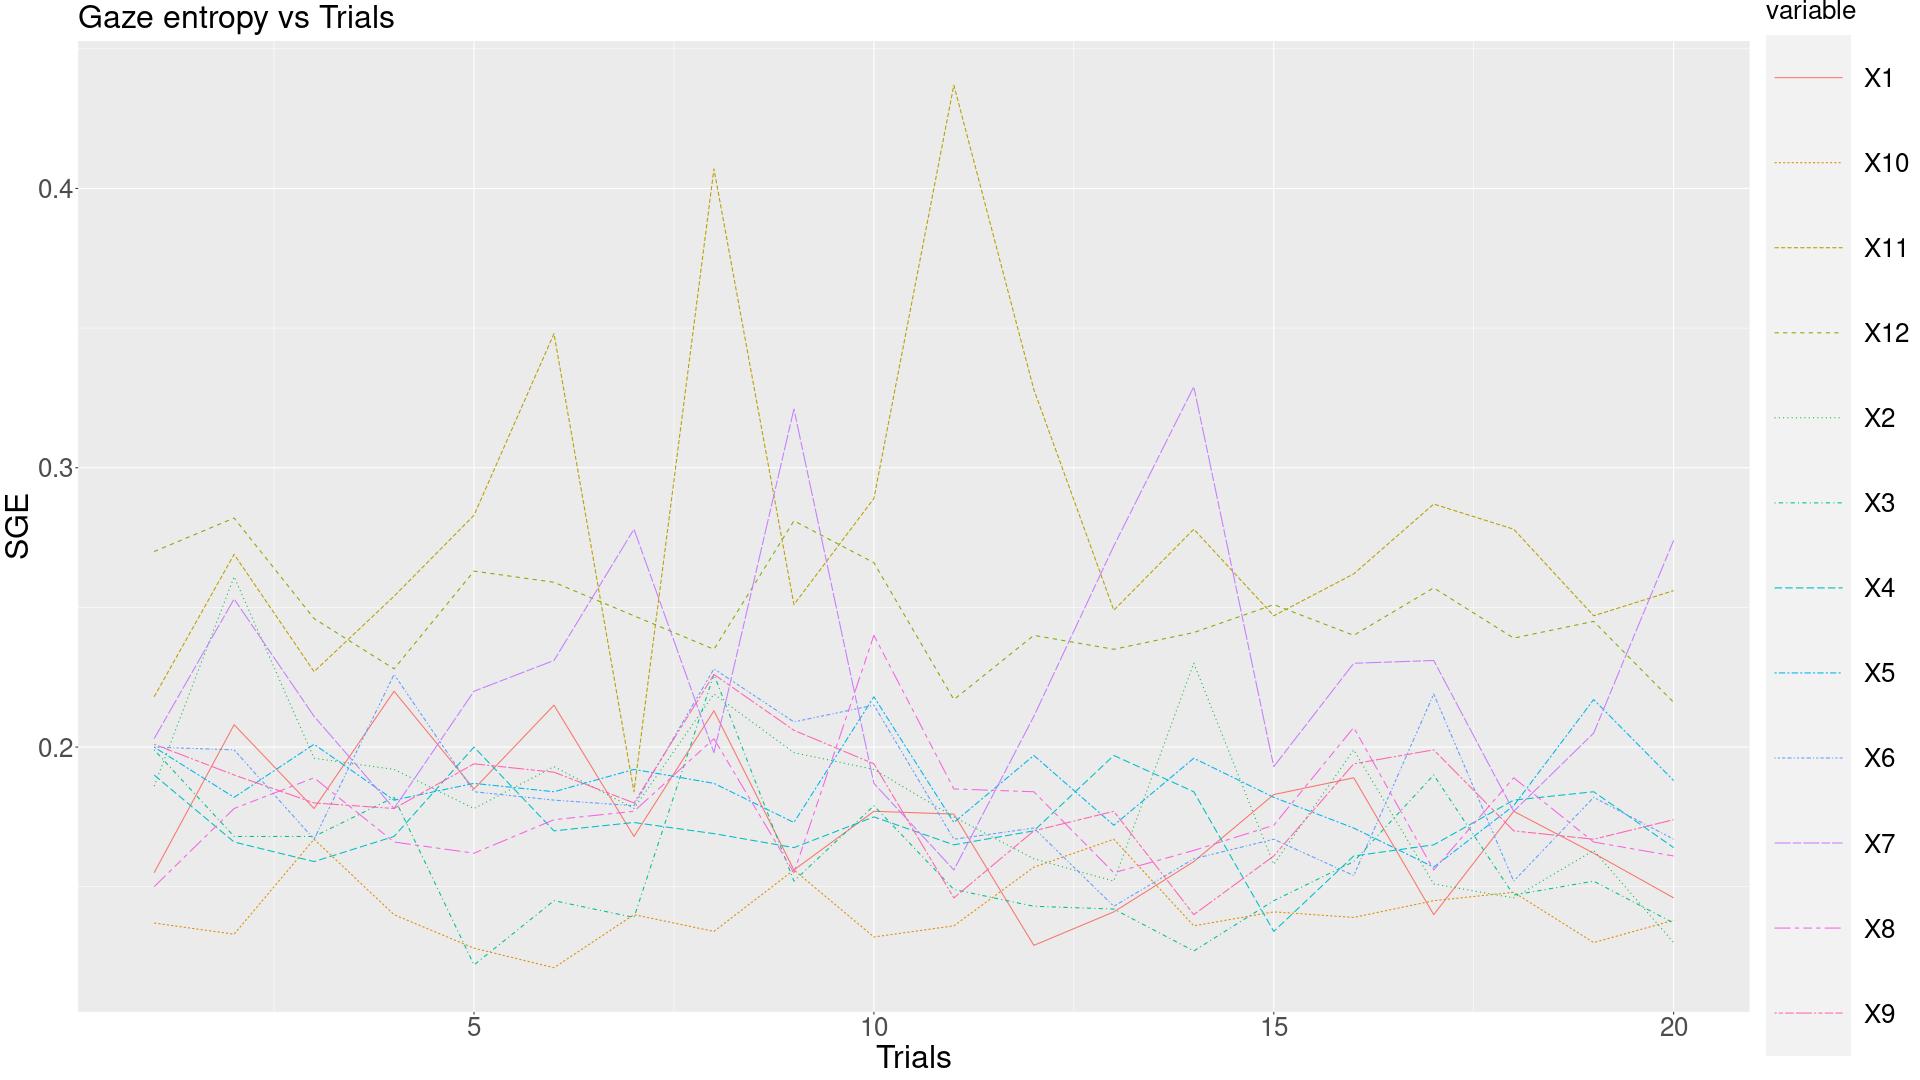 Gaze entropy vs Trials
variable
X1
X10
X11
X12
X2
X3
X4
X5
X6
X7
X8
X9
SGE
0.4
0.3
0.2
5
10
15
20
Trials